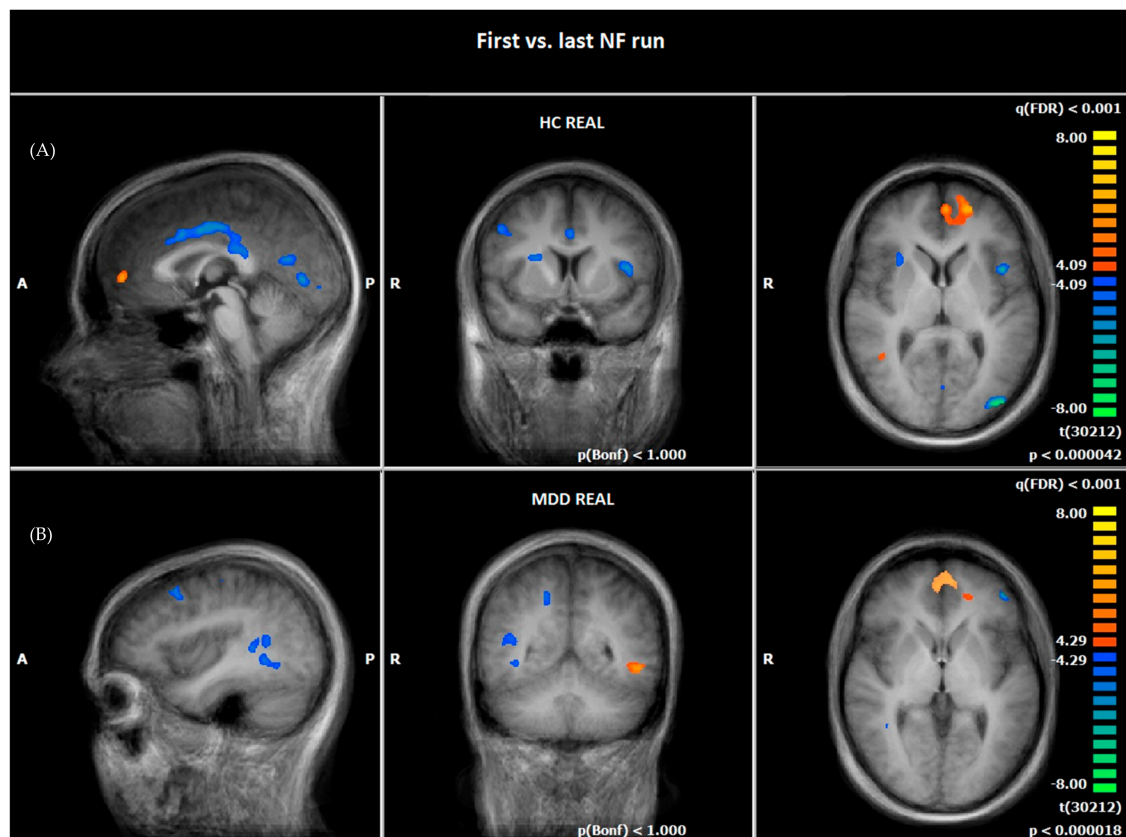 First vs. last NF run
(A)
HC REAL
q(FDR) < 0.001
8.00
A
P
R
R
4.09
-4.09
-8.00
t(30212)
p(Bonf) < 1.000
p < 0.000042
(B)
MDD REAL
q(FDR) < 0.001
8.00
A
P
R
R
4.29
-4.29
-8.00
t(30212)
p(Bonf) < 1.000
p < 0.000018